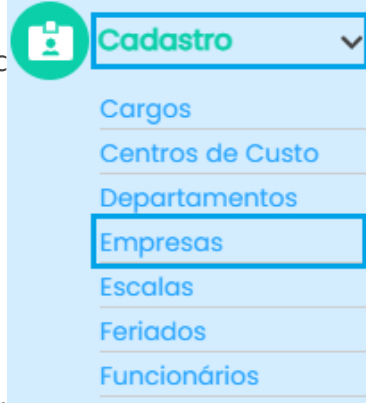 Cadastro
Cargos
Centros de Custo
Departamentos
Empresas
Escalas
Feriados
Funcionários